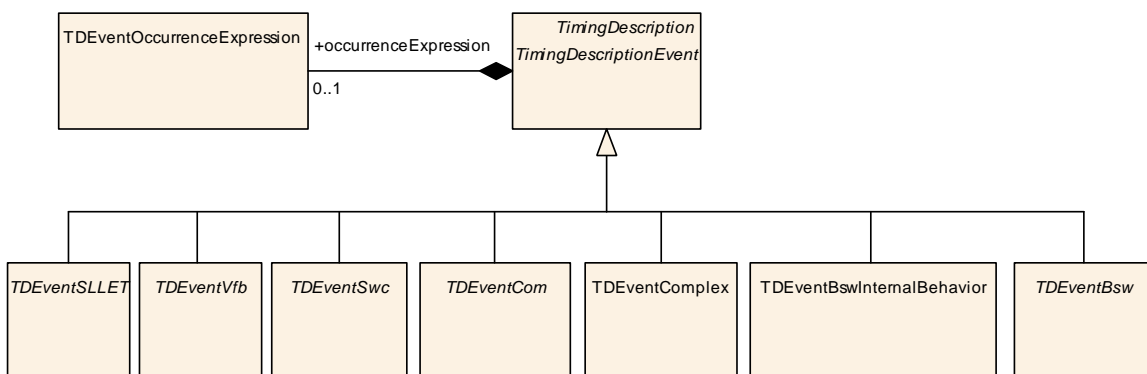 TimingDescription
TDEventOccurrenceExpression
+occurrenceExpression
TimingDescriptionEvent
0..1
TDEventSLLET
TDEventVfb
TDEventSwc
TDEventCom
TDEventComplex
TDEventBswInternalBehavior
TDEventBsw